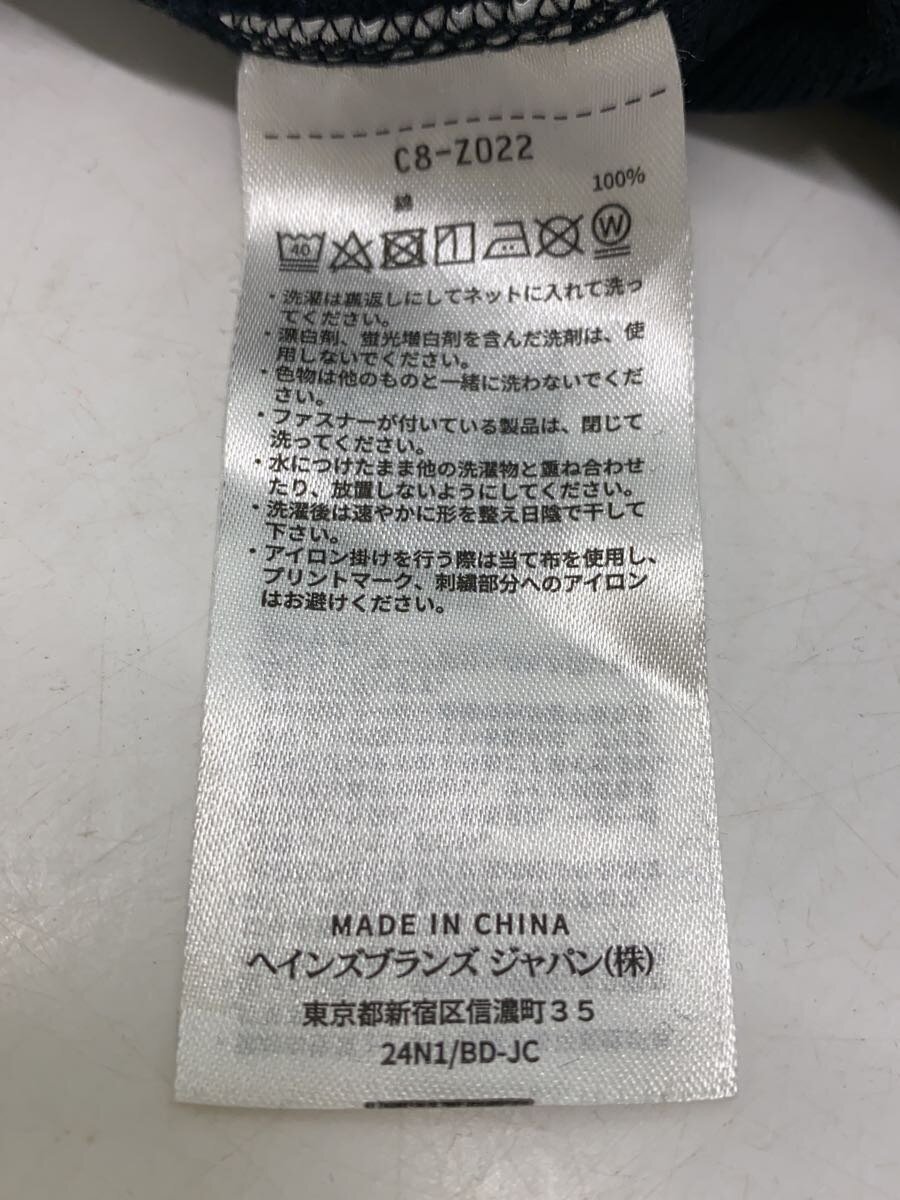 C8-Z022
綿 100%
40
W
・洗濯は裏返しにしてネットに入れて洗っ
てください。
・漂白剤、蛍光増白剤を含んだ洗剤は、使
用しないでください。
・色物は他のものと一緒に洗わないでくだ
さい。
・ファスナーが付いている製品は、閉じて
洗ってください。
・水につけたまま他の洗濯物と重ね合わせ
たり、放置しないようにしてください。
・洗濯後は速やかに形を整え日陰で干して
下さい。
・アイロン掛けを行う際は当て布を使用し、
プリントマーク、刺繍部分へのアイロン
はお避けください。
MADE IN CHINA
ヘインズブランズ ジャパン(株)
東京都新宿区信濃町３５
24N1/BD-JC